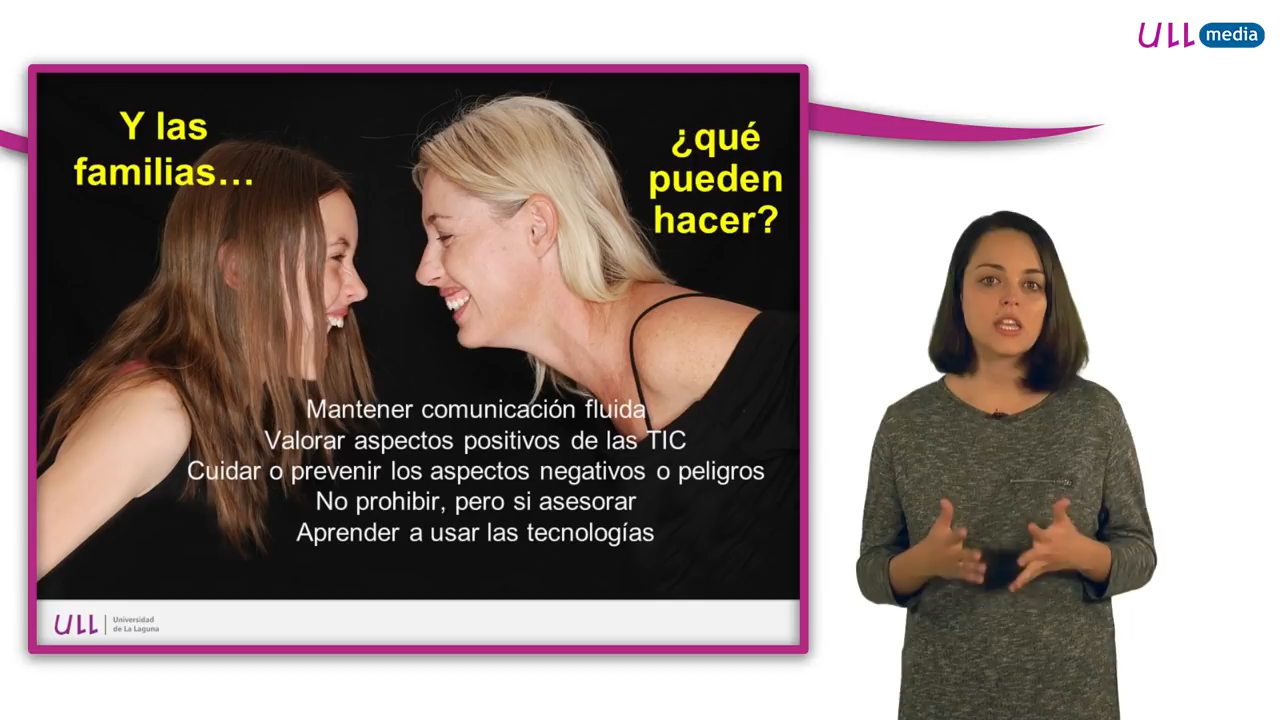 ULL media
Y las
familias…
¿qué
pueden
hacer?
Mantener comunicación fluida
Valorar aspectos positivos de las TIC
Cuidar o prevenir los aspectos negativos o peligros
No prohibir, pero si asesorar
Aprender a usar las tecnologías
ULL
Universidad
de La Laguna